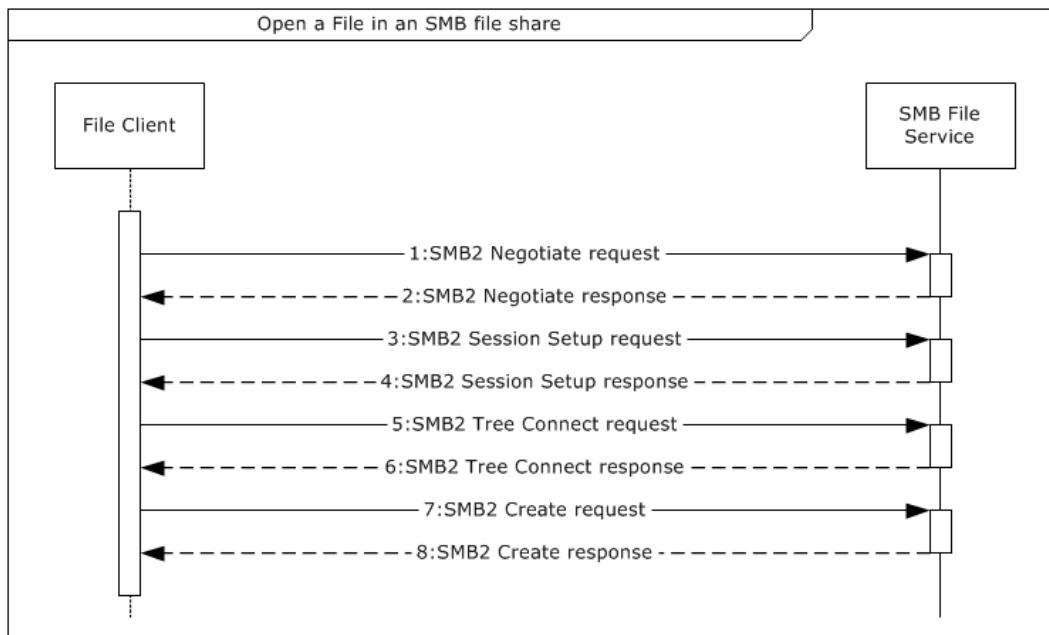 Open a File in an SMB file share
File Client
SMB File
Service
1:SMB2 Negotiate request
2:SMB2 Negotiate response
3:SMB2 Session Setup request
4:SMB2 Session Setup response
5:SMB2 Tree Connect request
6:SMB2 Tree Connect response
7:SMB2 Create request
8:SMB2 Create response